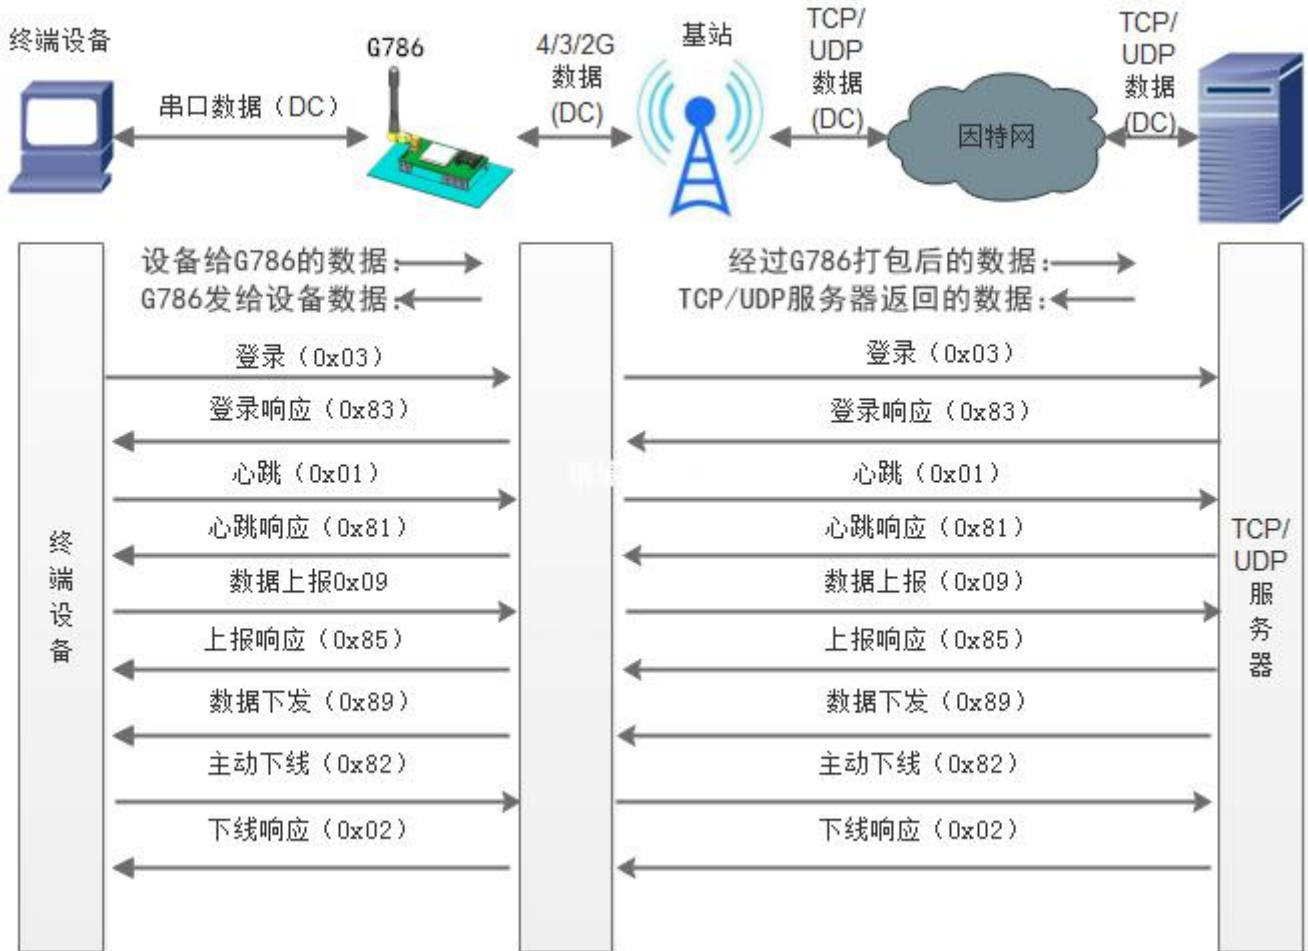 终端设备
G786
4/3/2G
数据
(DC)
基站
TCP/
UDP
数据
(DC)
TCP/
UDP
数据
(DC)
串口数据（DC）
因特网
设备给G786的数据:
G786发给设备数据:
经过G786打包后的数据:
TCP/UDP服务器返回的数据:
登录（0x03）
登录（0x03）
登录响应（0x83）
登录响应（0x83）
心跳（0x01）
心跳（0x01）
心跳响应（0x81）
心跳响应（0x81）
数据上报0x09
数据上报（0x09）
上报响应（0x85）
上报响应（0x85）
数据下发（0x89）
数据下发（0x89）
主动下线（0x82）
主动下线（0x82）
下线响应（0x02）
下线响应（0x02）
终端设备
TCP/
UDP
服务器